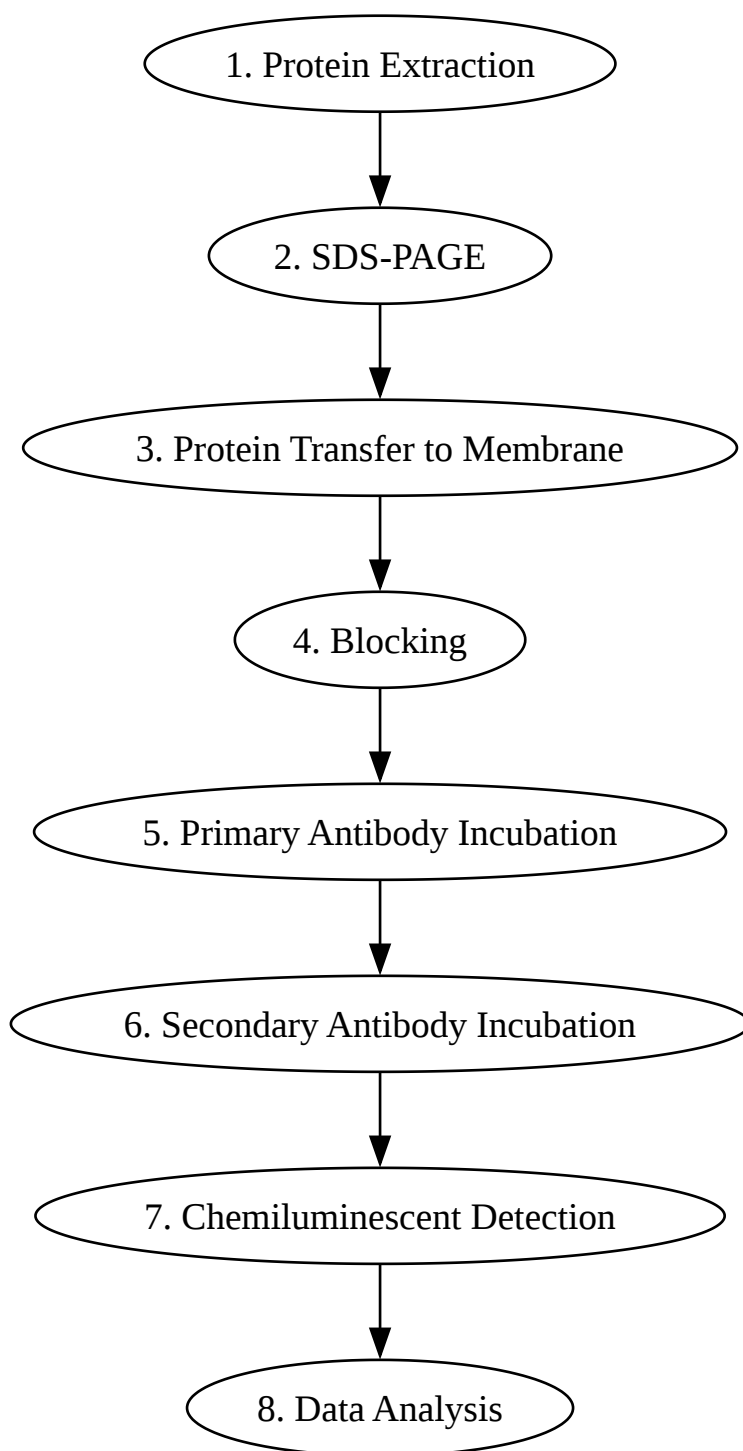 1. Protein Extraction
2. SDS-PAGE
3. Protein Transfer to Membrane
4. Blocking
5. Primary Antibody Incubation
6. Secondary Antibody Incubation
7. Chemiluminescent Detection
8. Data Analysis